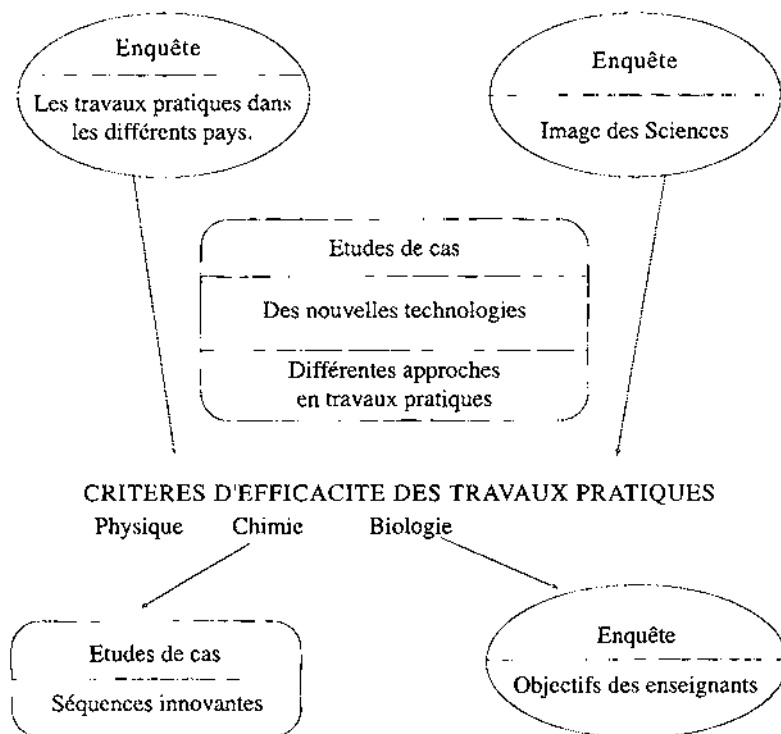 Enquête
Les travaux pratiques dans
les différents pays.
Enquête
Image des Sciences
Etudes de cas
Des nouvelles technologies
Différentes approches
en travaux pratiques
CRITERES D'EFFICACITE DES TRAVAUX PRATIQUES
Physique Chimie Biologie
Etudes de cas
Séquences innovantes
Enquête
Objectifs des enseignants